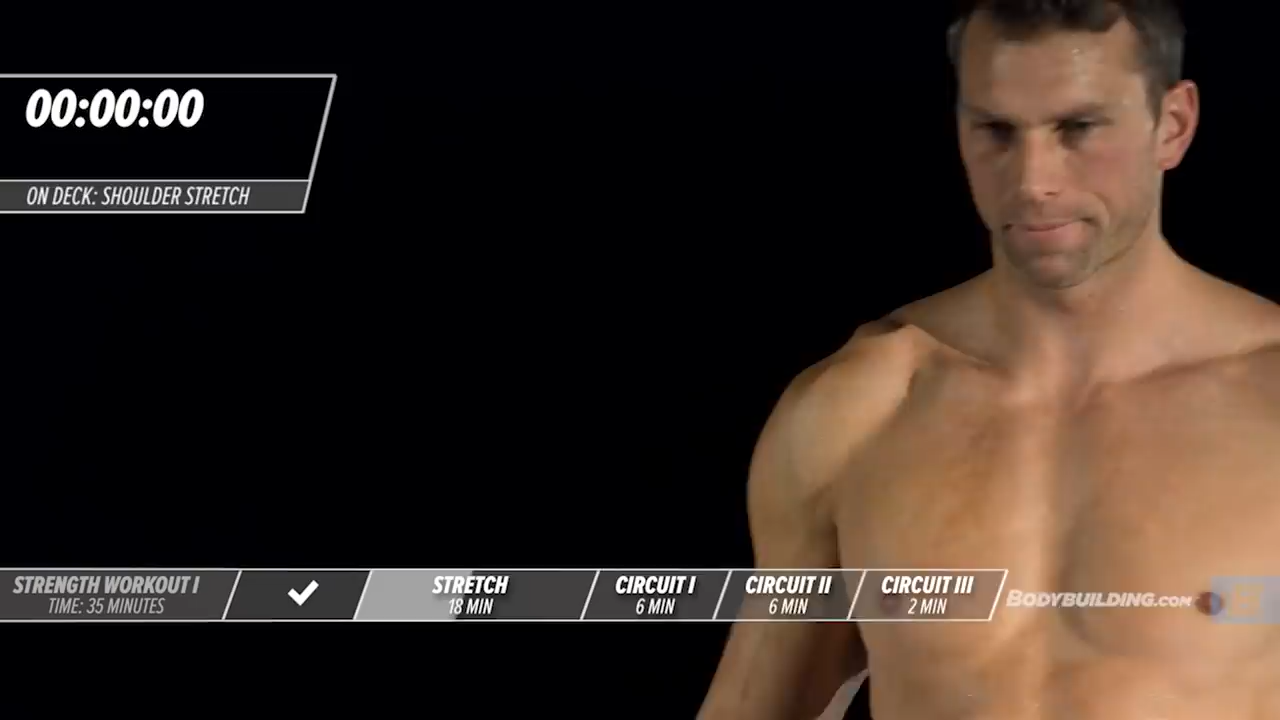 00:00:00
ON DECK: SHOULDER STRETCH
STRENGTH WORKOUT I
TIME: 35 MINUTES
STRETCH
18 MIN
CIRCUIT I
6 MIN
CIRCUIT II
6 MIN
CIRCUIT III
2 MIN
BODYBUILDING.COM